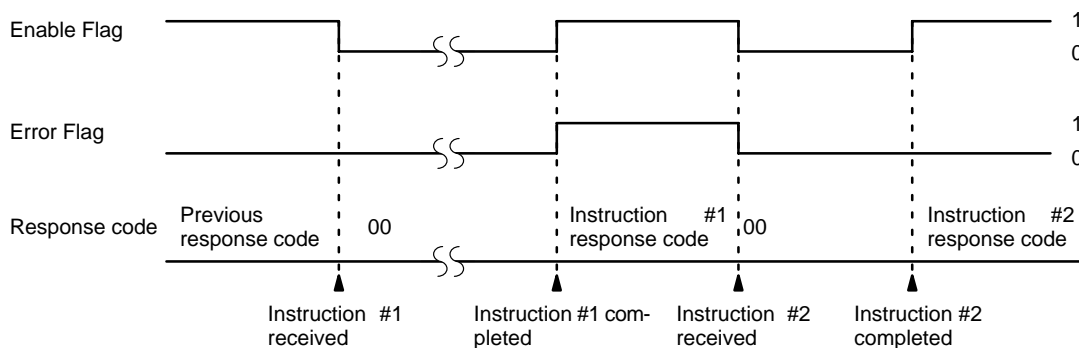 Enable Flag
1
0
Error Flag
1
0
Response code
Previous
response code
00
Instruction #1
response code
00
Instruction #2
response code
Instruction #1
received
Instruction #1 com-
pleted
Instruction #2
received
Instruction #2
completed